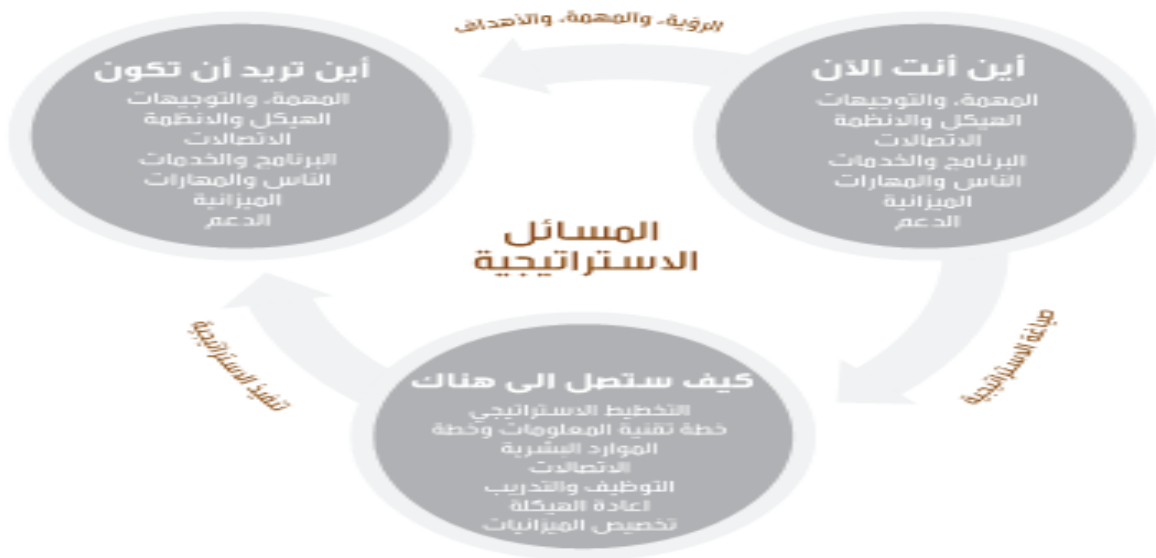 الرؤية، والمهمة، والأهداف
أين أنت الآن
المهمة، والتوجيهات
الهيكل والانظمة
الاتصالات
البرنامج والخدمات
الناس والمهارات
الميزانية
الدعم
أين تريد أن تكون
المهمة، والتوجيهات
الهيكل والانظمة
الاتصالات
البرنامج والخدمات
الناس والمهارات
الميزانية
الدعم
المسائل
الاستراتيجية
صياغة الاستراتيجية
تنفيذ الاستراتيجية
كيف ستصل الى هناك
التخطيط الاستراتيجي
خطة تقنية المعلومات وخطة
الموارد البشرية
الاتصالات
التوظيف والتدريب
اعادة الهيكلة
تخصيص الميزانيات